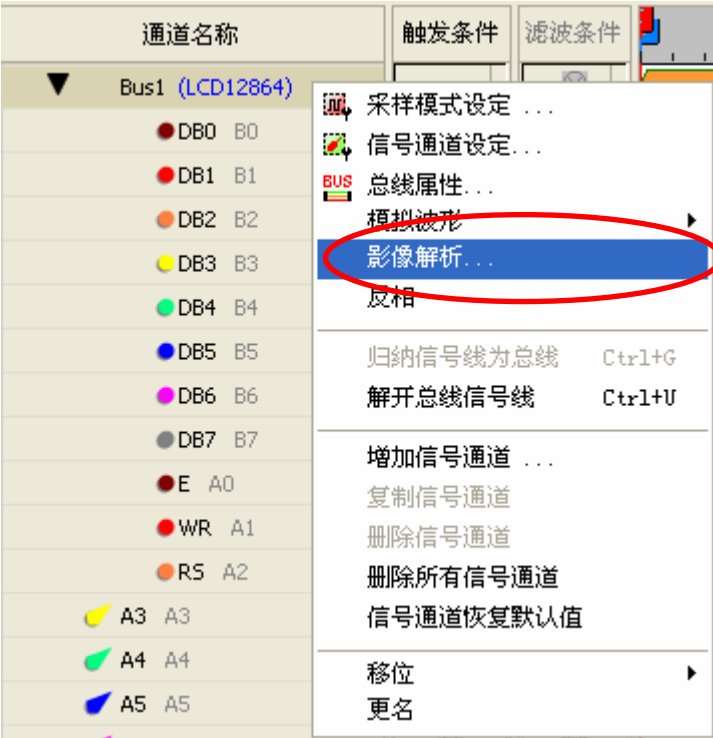 通道名称
触发条件
滤波条件
Bus1 (LCD12864)
DB0 B0
DB1 B1
DB2 B2
DB3 B3
DB4 B4
DB5 B5
DB6 B6
DB7 B7
E A0
WR A1
RS A2
A3 A3
A4 A4
A5 A5
采样模式设定 ...
信号通道设定...
BUS 总线属性...
模拟波形
影像解析...
反相
归纳信号线为总线 Ctrl+G
解开总线信号线 Ctrl+U
增加信号通道 ...
复制信号通道
删除信号通道
删除所有信号通道
信号通道恢复默认值
移位
更名